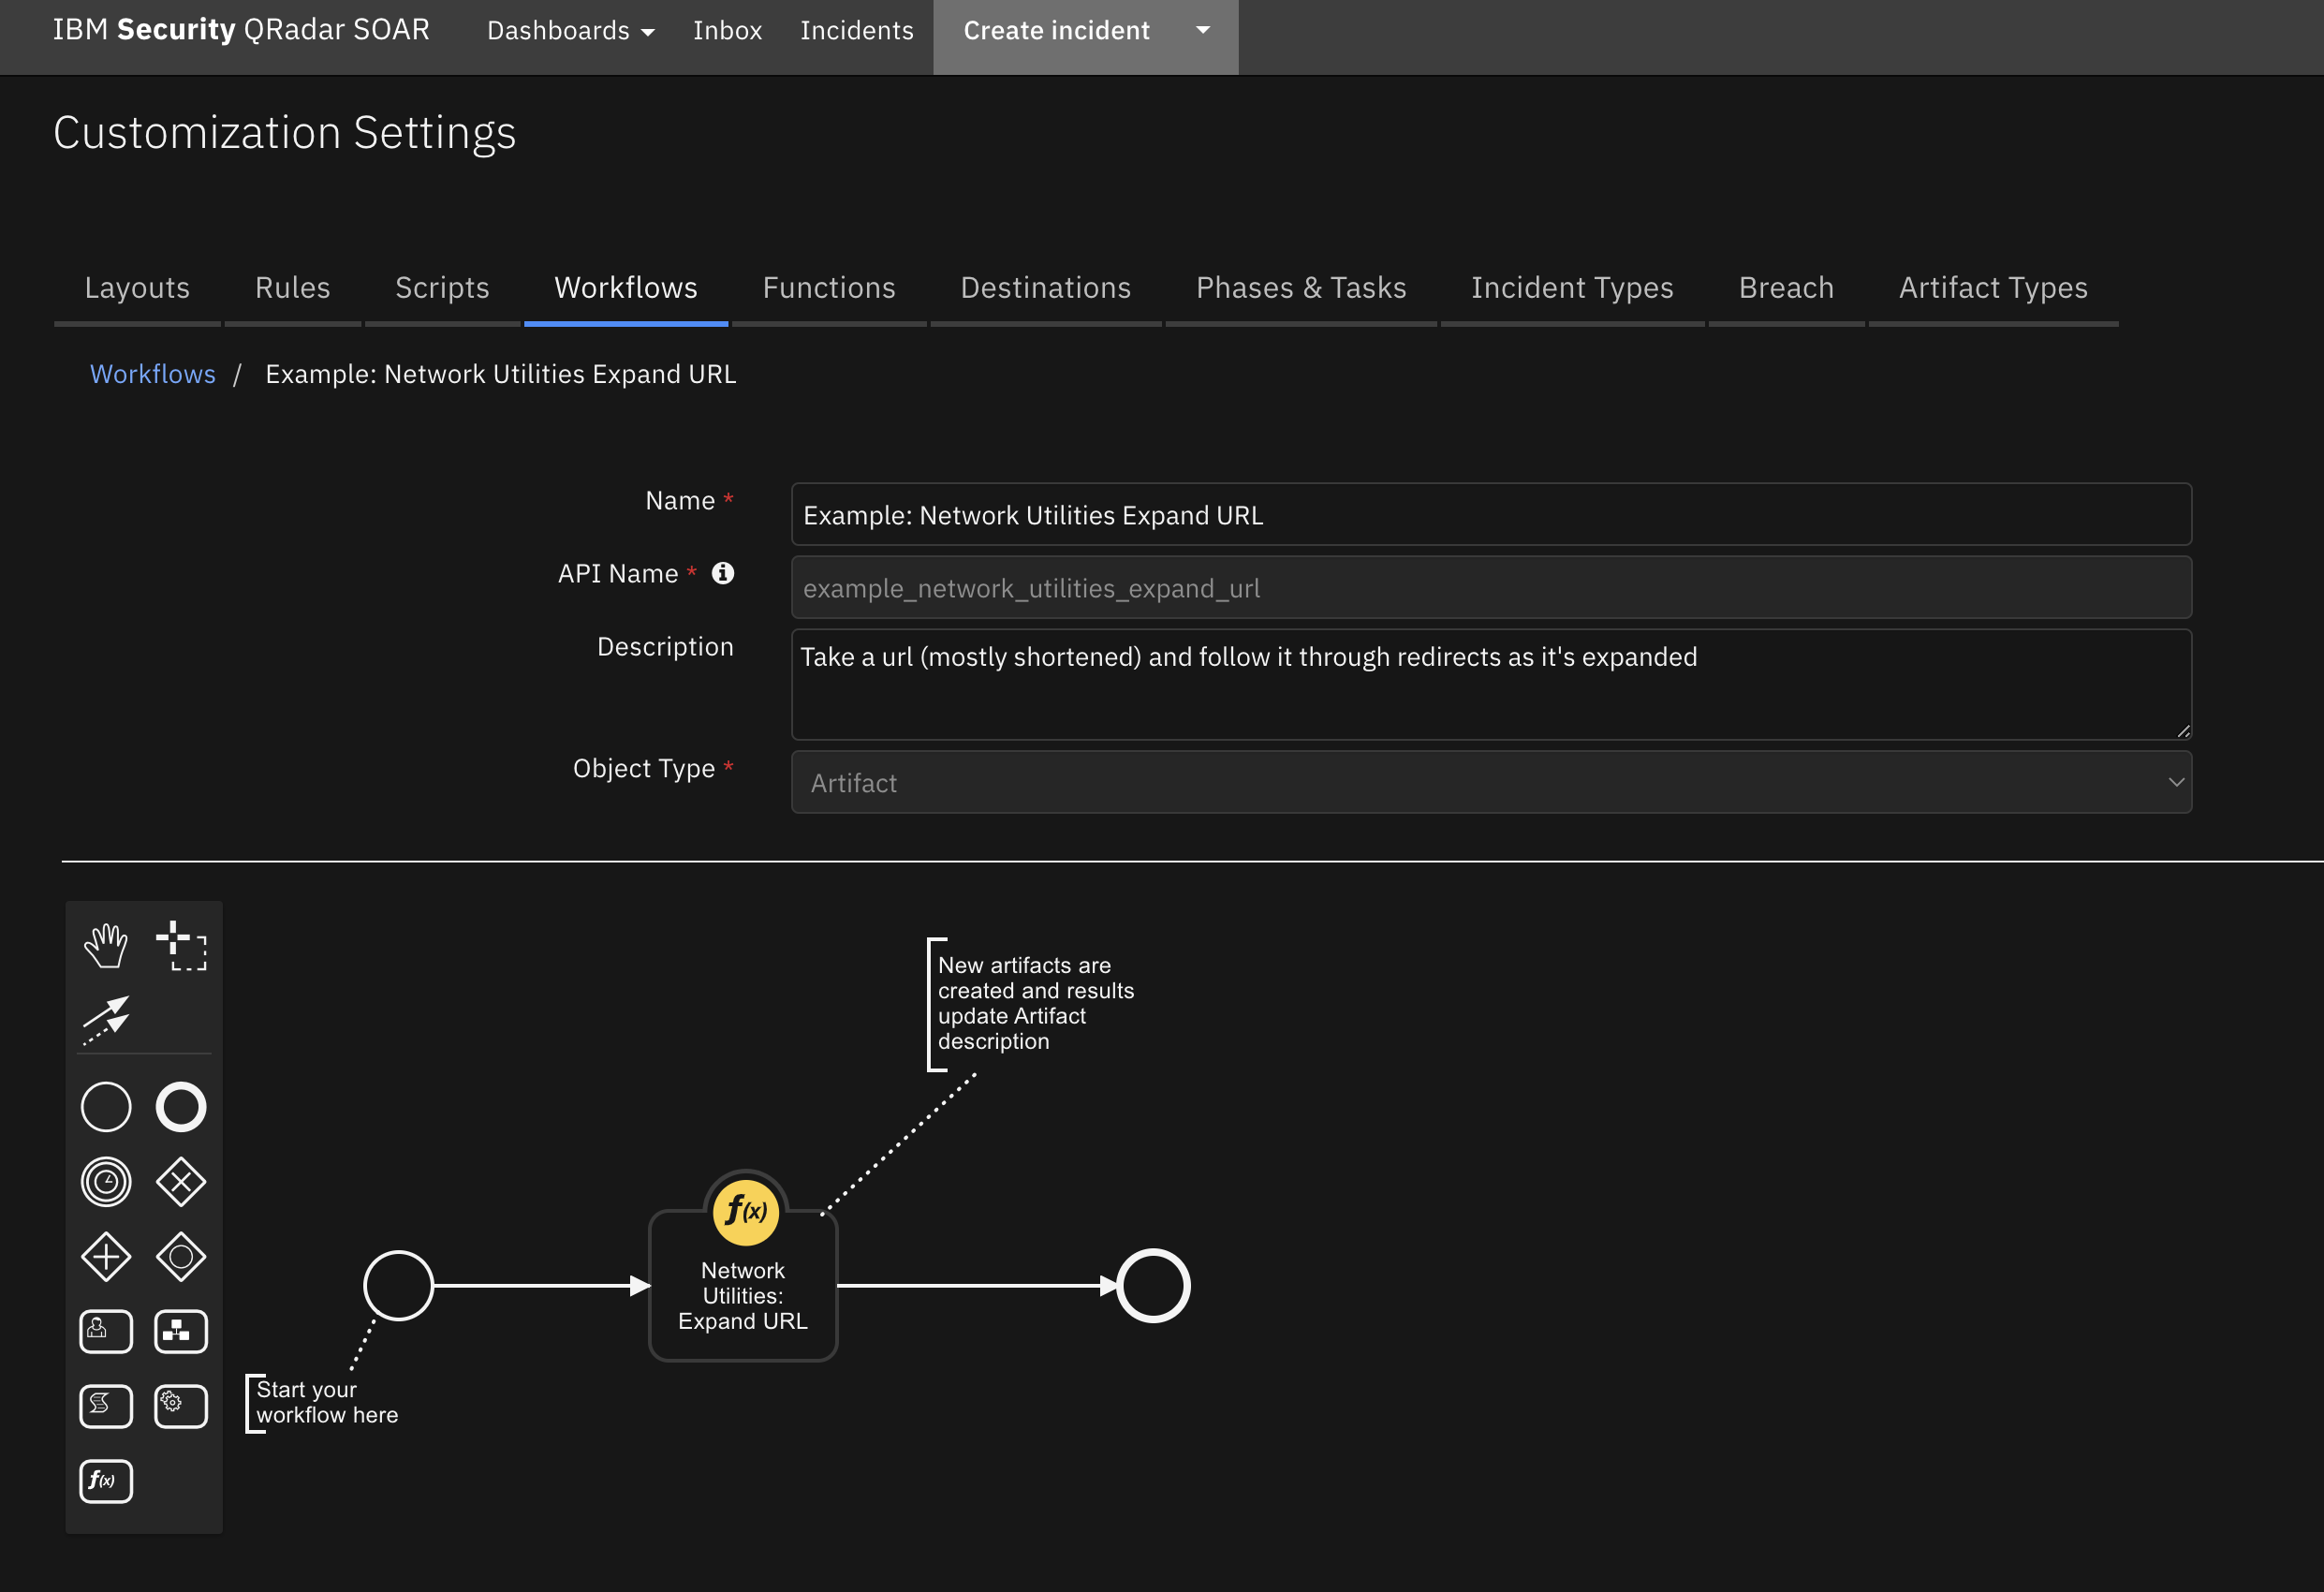 IBM Security QRadar SOAR Dashboards Inbox Incidents Create incident
Customization Settings
Layouts Rules Scripts Workflows Functions Destinations Phases & Tasks Incident Types Breach Artifact Types
Workflows / Example: Network Utilities Expand URL
Name * Example: Network Utilities Expand URL
API Name * example_network_utilities_expand_url
Description Take a url (mostly shortened) and follow it through redirects as it's expanded
Object Type * Artifact
New artifacts are
created and results
update Artifact
description
f(x)
Network
Utilities:
Expand URL
Start your
workflow here
f(x)